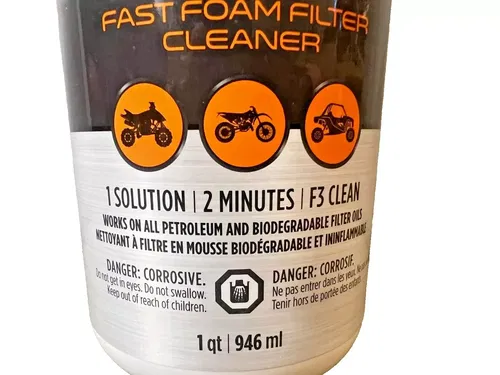 FAST FOAM FILTER
CLEANER
1 SOLUTION | 2 MINUTES | F3 CLEAN
WORKS ON ALL PETROLEUM AND BIODEGRADABLE FILTER OILS
NETTOYANT À FILTRE EN MOUSSE BIODÉGRADABLE ET ININFLAMMABLE
DANGER: CORROSIVE.
Do not get in eyes. Do not swallow.
Keep out of reach of children.
DANGER: CORROSIF.
Ne pas entrer dans les yeux. Ne
Tenir hors de portée des enfants.
1 qt | 946 ml